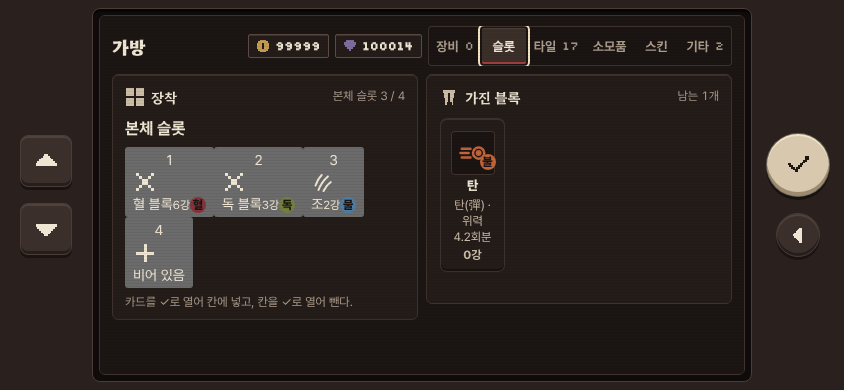 가방
99999
100014
장비 0
슬롯
타일 17
소모품
스킨
기타 2
장착
본체 슬롯 3 / 4
본체 슬롯
1
2
3
혈 블록6강 혈
독 블록3강 독
조2강 물
4
비어 있음
카드를 ✓로 열어 칸에 넣고, 칸을 ✓로 열어 뺀다.
가진 블록
남는 1개
불
탄
탄(彈) ·
위력
4.2회분
0강